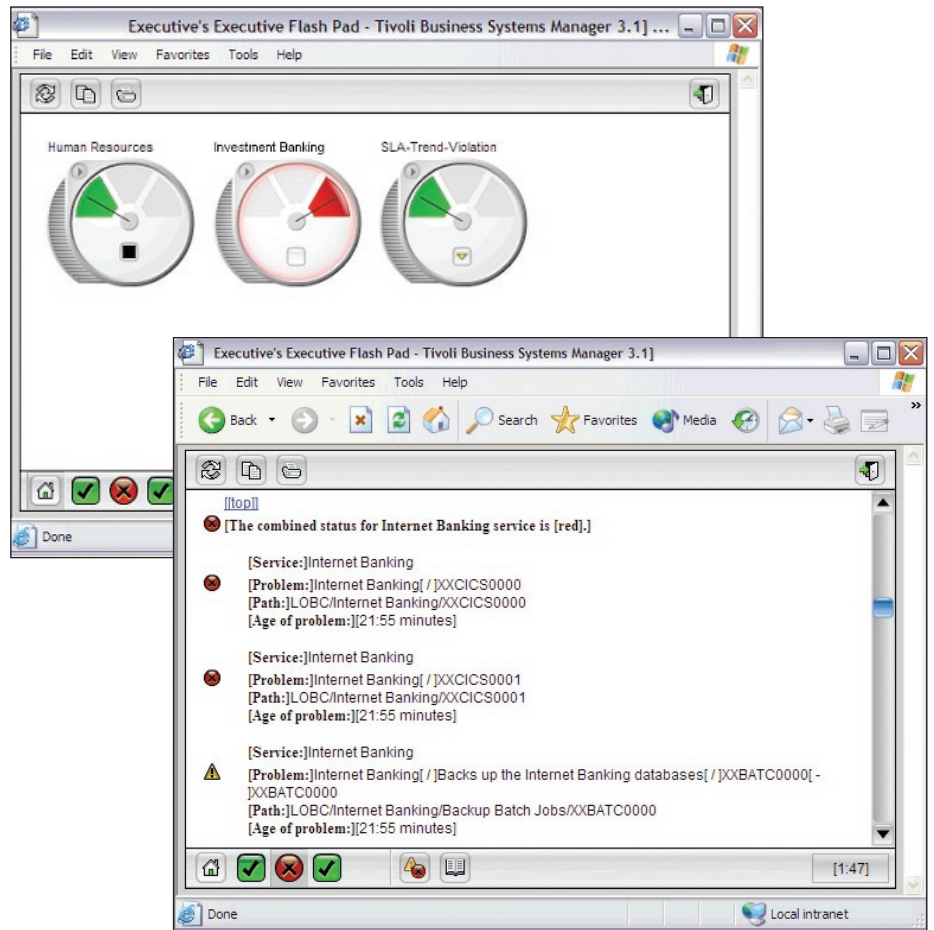 Executive's Executive Flash Pad - Tivoli Business Systems Manager 3.1] ...
File Edit View Favorites Tools Help
Human Resources Investment Banking SLA-Trend-Violation
Done
Executive's Executive Flash Pad - Tivoli Business Systems Manager 3.1]
File Edit View Favorites Tools Help
Back Search Favorites Media »
[[top]]
[The combined status for Internet Banking service is [red].]
[Service:]Internet Banking
[Problem:]Internet Banking[ / ]XXCICS0000
[Path:]LOBC/Internet Banking/XXCICS0000
[Age of problem:][21:55 minutes]
[Service:]Internet Banking
[Problem:]Internet Banking[ / ]XXCICS0001
[Path:]LOBC/Internet Banking/XXCICS0001
[Age of problem:][21:55 minutes]
[Service:]Internet Banking
[Problem:]Internet Banking[ / ]Backs up the Internet Banking databases[ / ]XXBATC0000[ -
]XXBATC0000
[Path:]LOBC/Internet Banking/Backup Batch Jobs/XXBATC0000
[Age of problem:][21:55 minutes]
[1:47]
Done Local intranet